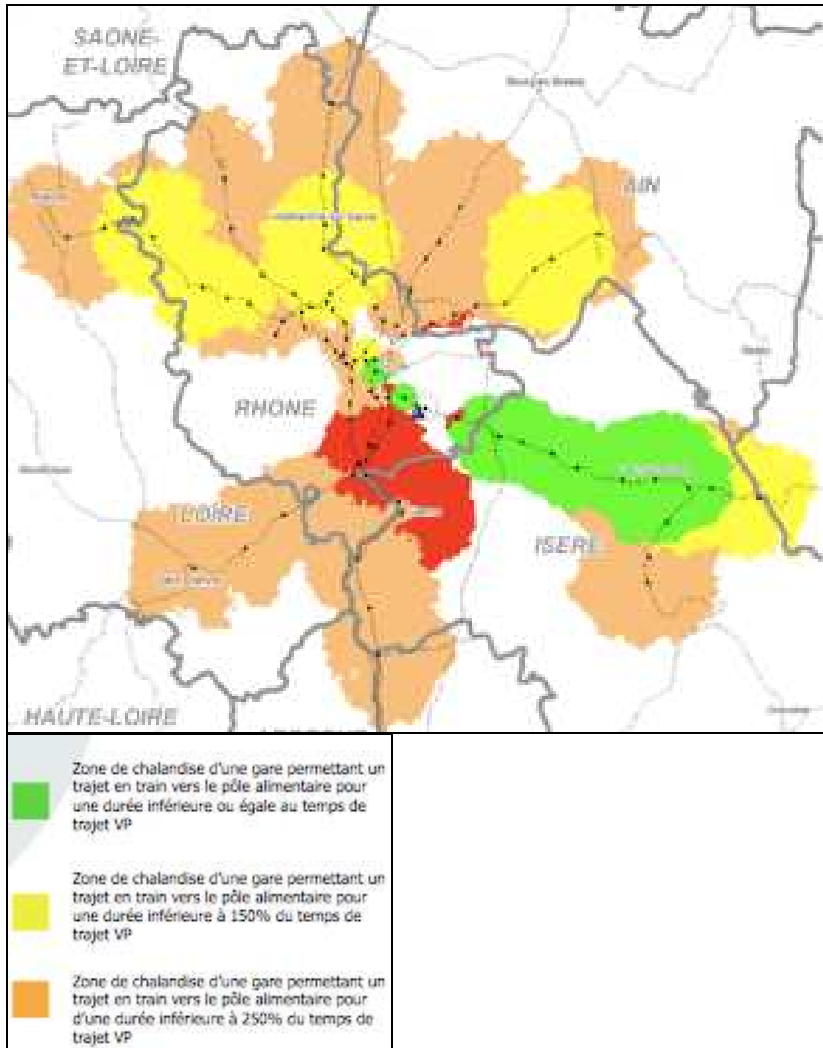 SAONE-
ET-LOIRE
AIN
RHONE
LOIRE
ISERE
HAUTE-LOIRE
Zone de chalandise d'une gare permettant un
trajet en train vers le pôle alimentaire pour
une durée inférieure ou égale au temps de
trajet VP
Zone de chalandise d'une gare permettant un
trajet en train vers le pôle alimentaire pour
une durée inférieure à 150% du temps de
trajet VP
Zone de chalandise d'une gare permettant un
trajet en train vers le pôle alimentaire pour
d'une durée inférieure à 250% du temps de
trajet VP